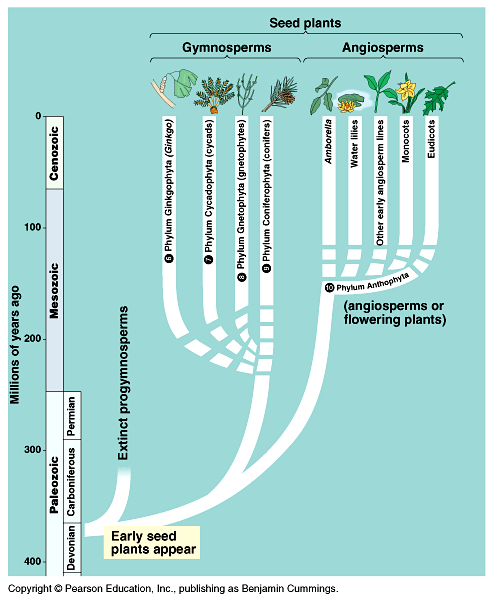 Seed plants
Gymnosperms
Angiosperms
Millions of years ago
0
100
200
300
400
Cenozoic
Mesozoic
Paleozoic
Permian
Carboniferous
Devonian
6 Phylum Ginkgophyta (Ginkgo)
7 Phylum Cycadophyta (cycads)
8 Phylum Gnetophyta (gnetophytes)
9 Phylum Coniferophyta (conifers)
Amborella
Water lilies
Other early angiosperm lines
Monocots
Eudicots
10 Phylum Anthophyta
(angiosperms or
flowering plants)
Extinct progymnosperms
Early seed
plants appear
Copyright © Pearson Education, Inc., publishing as Benjamin Cummings.